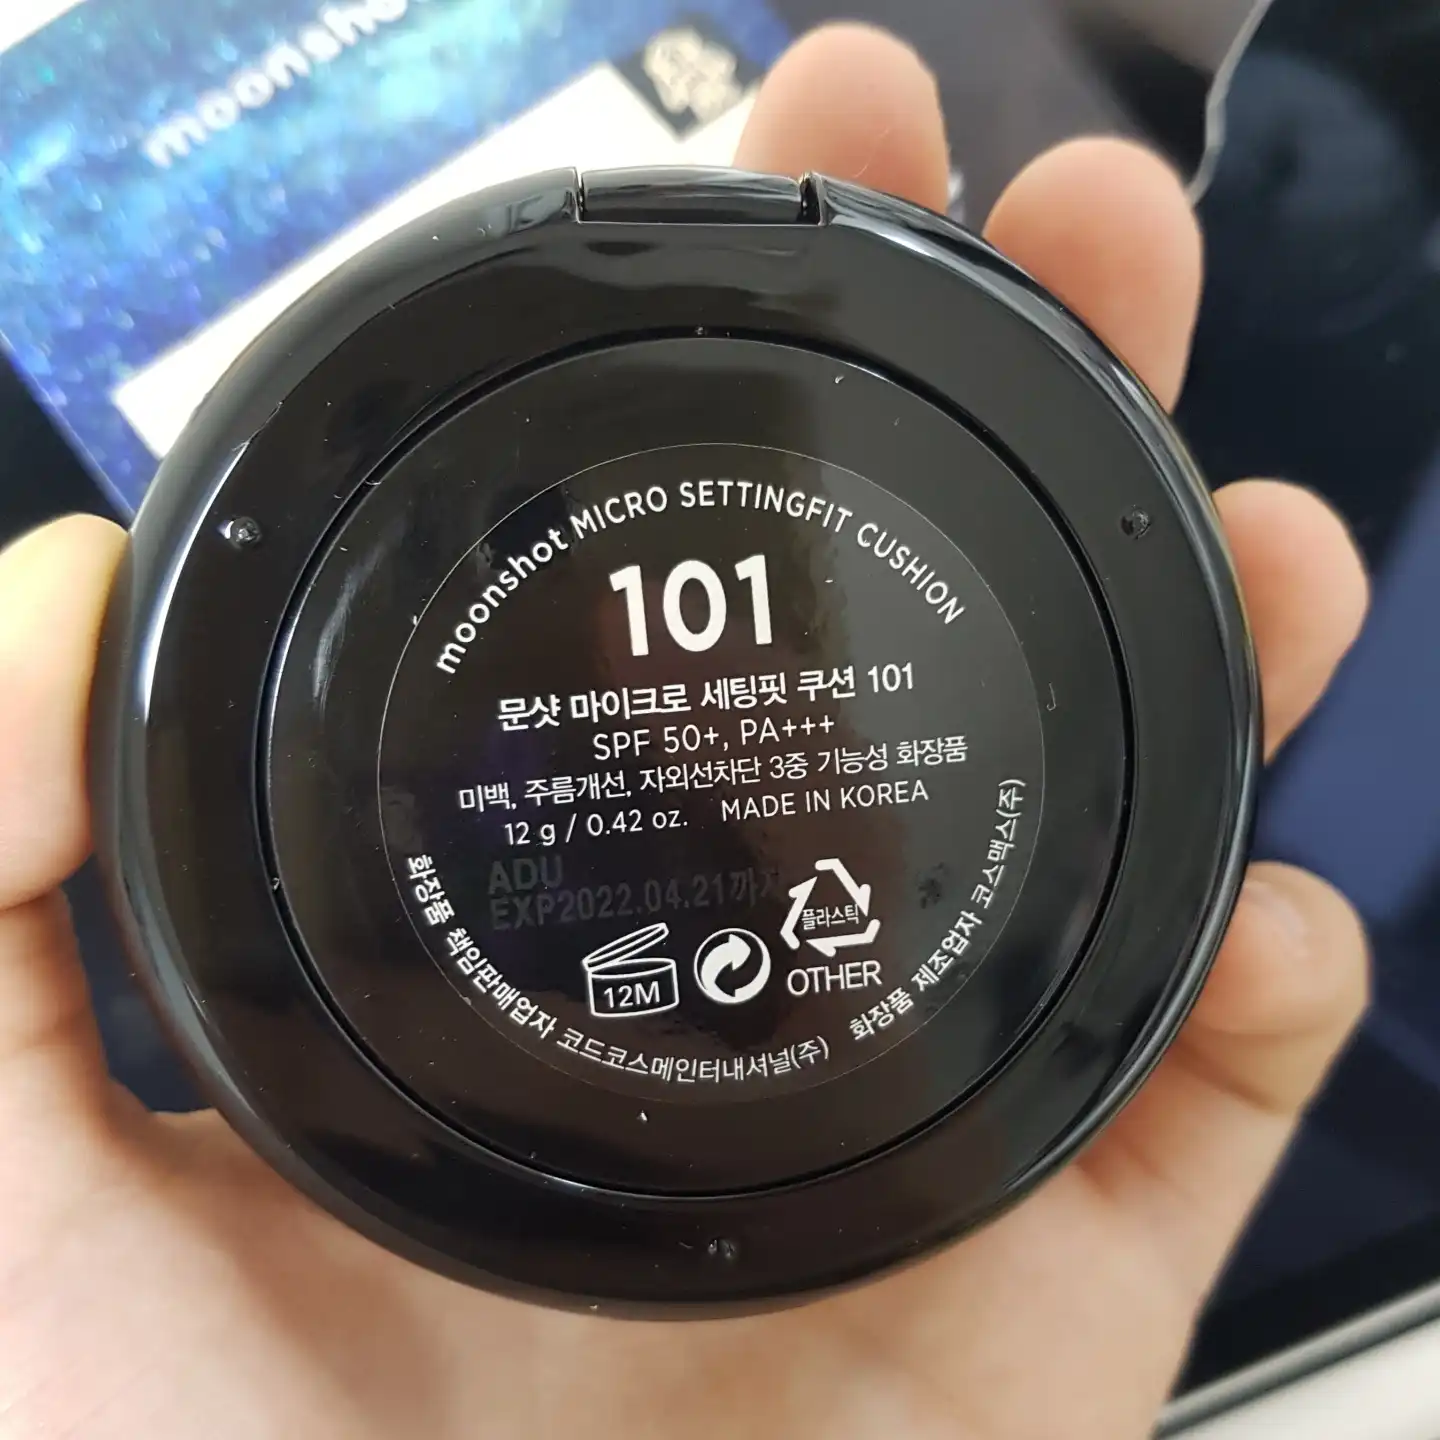 moonshot
moonshot MICRO SETTINGFIT CUSHION
101
문샷 마이크로 세팅핏 쿠션 101
SPF 50+, PA+++
미백, 주름개선, 자외선차단 3중 기능성 화장품
12 g / 0.42 oz. MADE IN KOREA
ADU
EXP2022.04.21까지
12M
플라스틱
OTHER
화장품 책임판매업자 코드코스메인터내셔널(주)
화장품 제조업자 코스맥스(주)